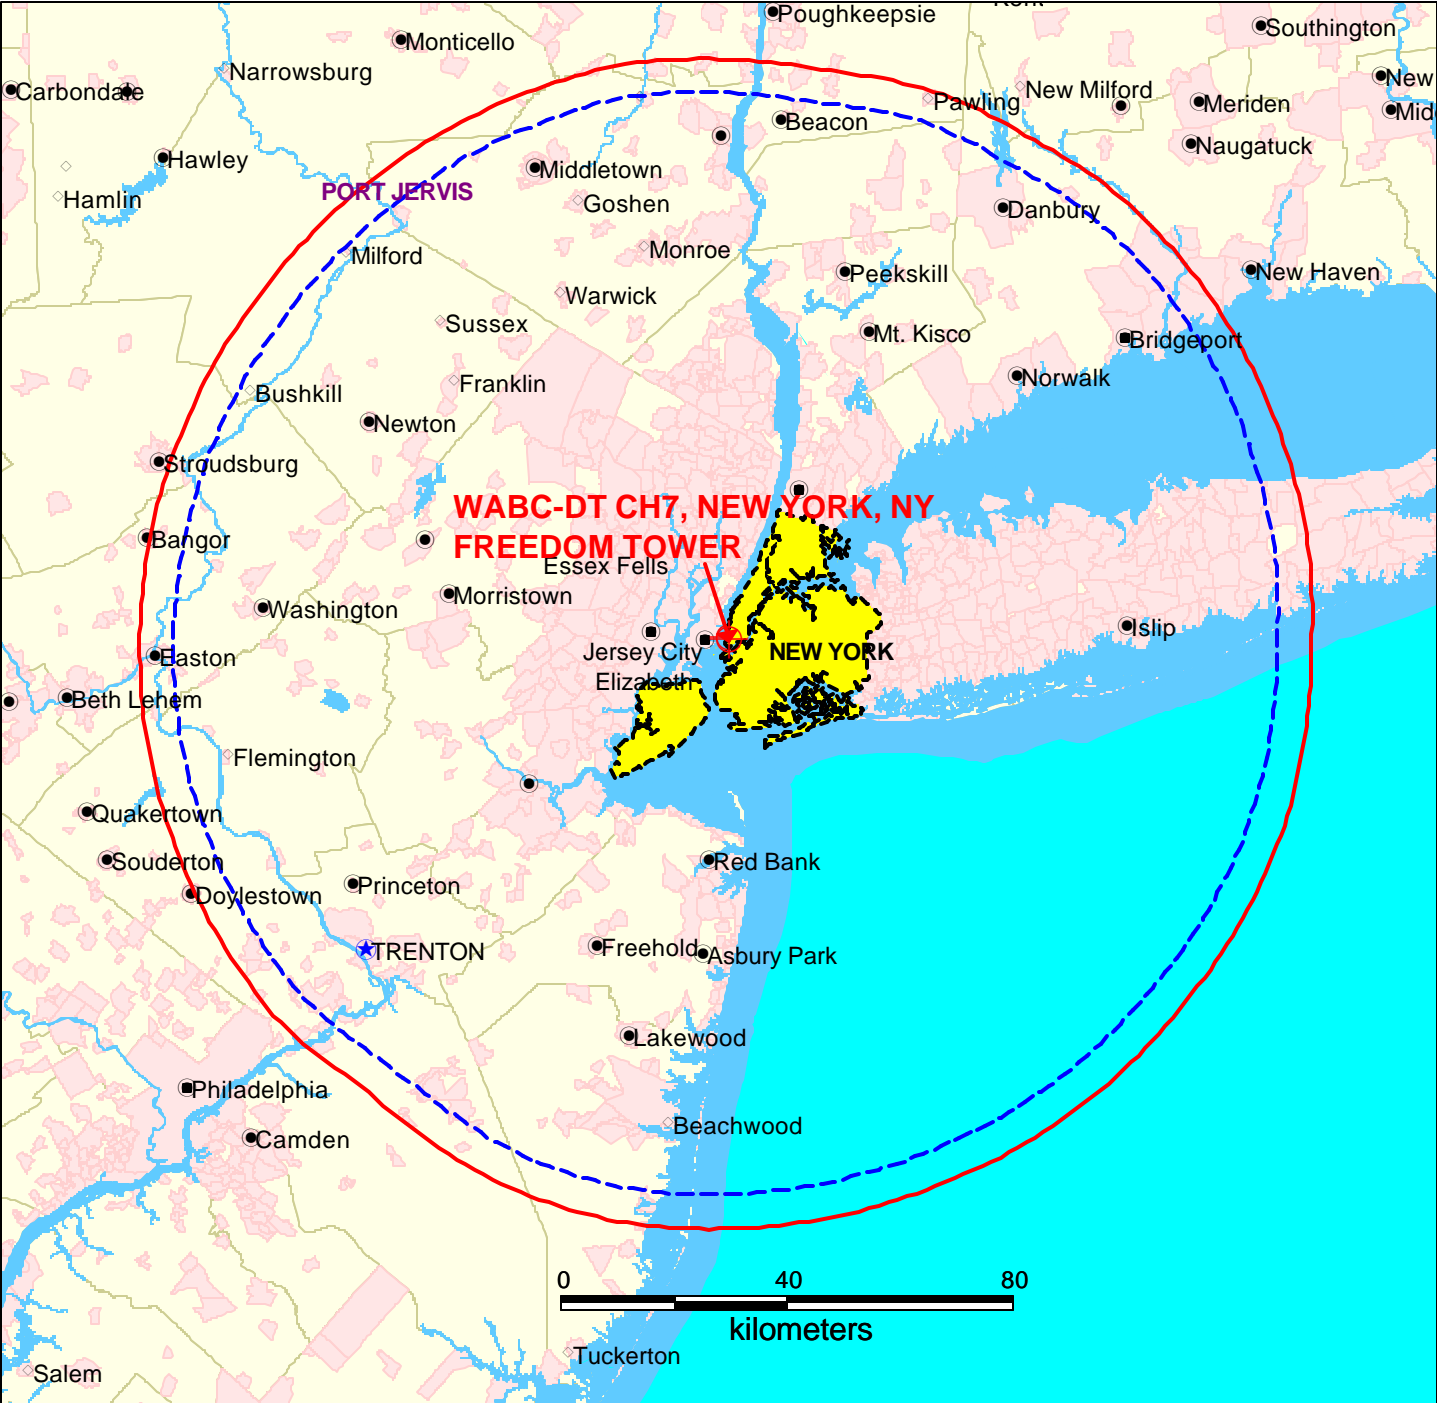 Kent
Poughkeepsie
Southington
Monticello
Narrowsburg
New
Carbondale
New Milford
Pawling
Meriden
Mid
Beacon
Naugatuck
Hawley
Middletown
PORT JERVIS
Hamlin
Goshen
Danbury
Monroe
Milford
Peekskill
New Haven
Warwick
Sussex
Mt. Kisco
Bridgeport
Franklin
Norwalk
Bushkill
Newton
Stroudsburg
WABC-DT CH7, NEW YORK, NY
FREEDOM TOWER
Bangor
Essex Fells
Morristown
Washington
Islip
Jersey City
NEW YORK
Easton
Elizabeth
Beth Lehem
Flemington
Quakertown
Souderton
Red Bank
Princeton
Doylestown
Freehold
TRENTON
Asbury Park
Lakewood
Philadelphia
Beachwood
Camden
0 40 80
kilometers
Tuckerton
Salem